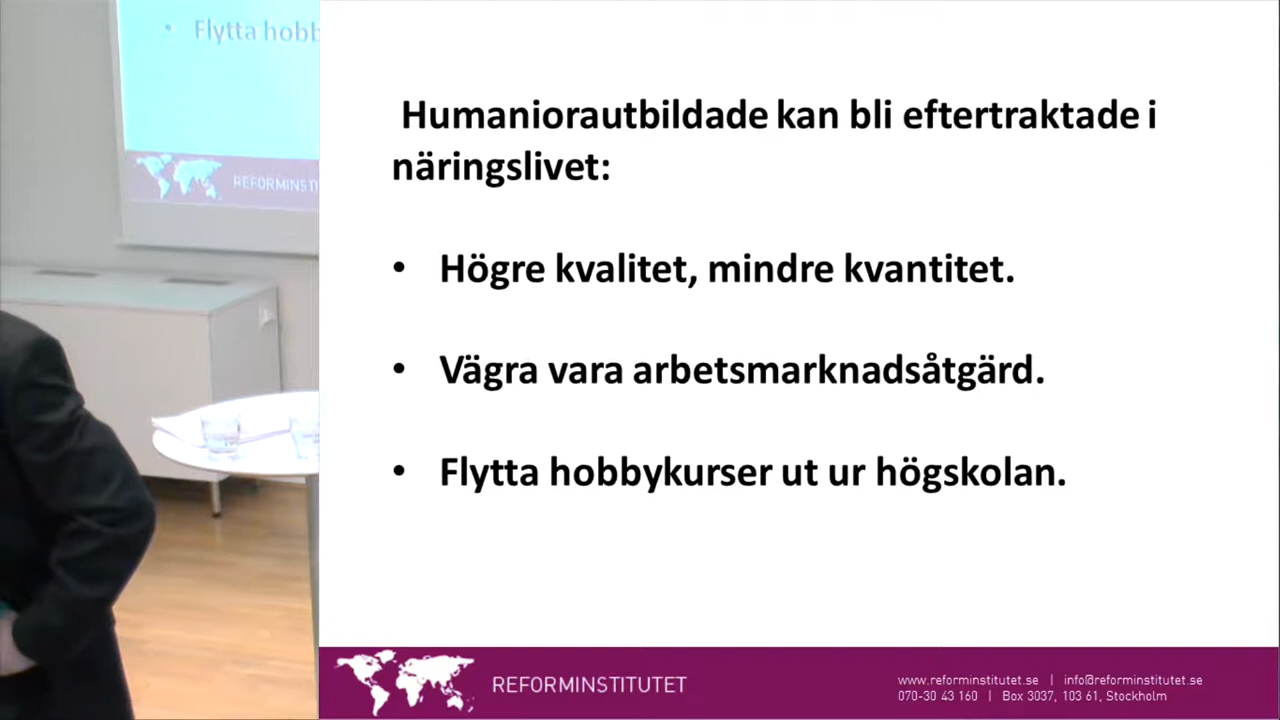 Flytta hobb
REFORMINSTI
Humaniorautbildade kan bli eftertraktade i
näringslivet:
• Högre kvalitet, mindre kvantitet.
• Vägra vara arbetsmarknadsåtgärd.
• Flytta hobbykurser ut ur högskolan.
REFORMINSTITUTET
www.reforminstitutet.se | info@reforminstitutet.se
070-30 43 160 | Box 3037, 103 61, Stockholm